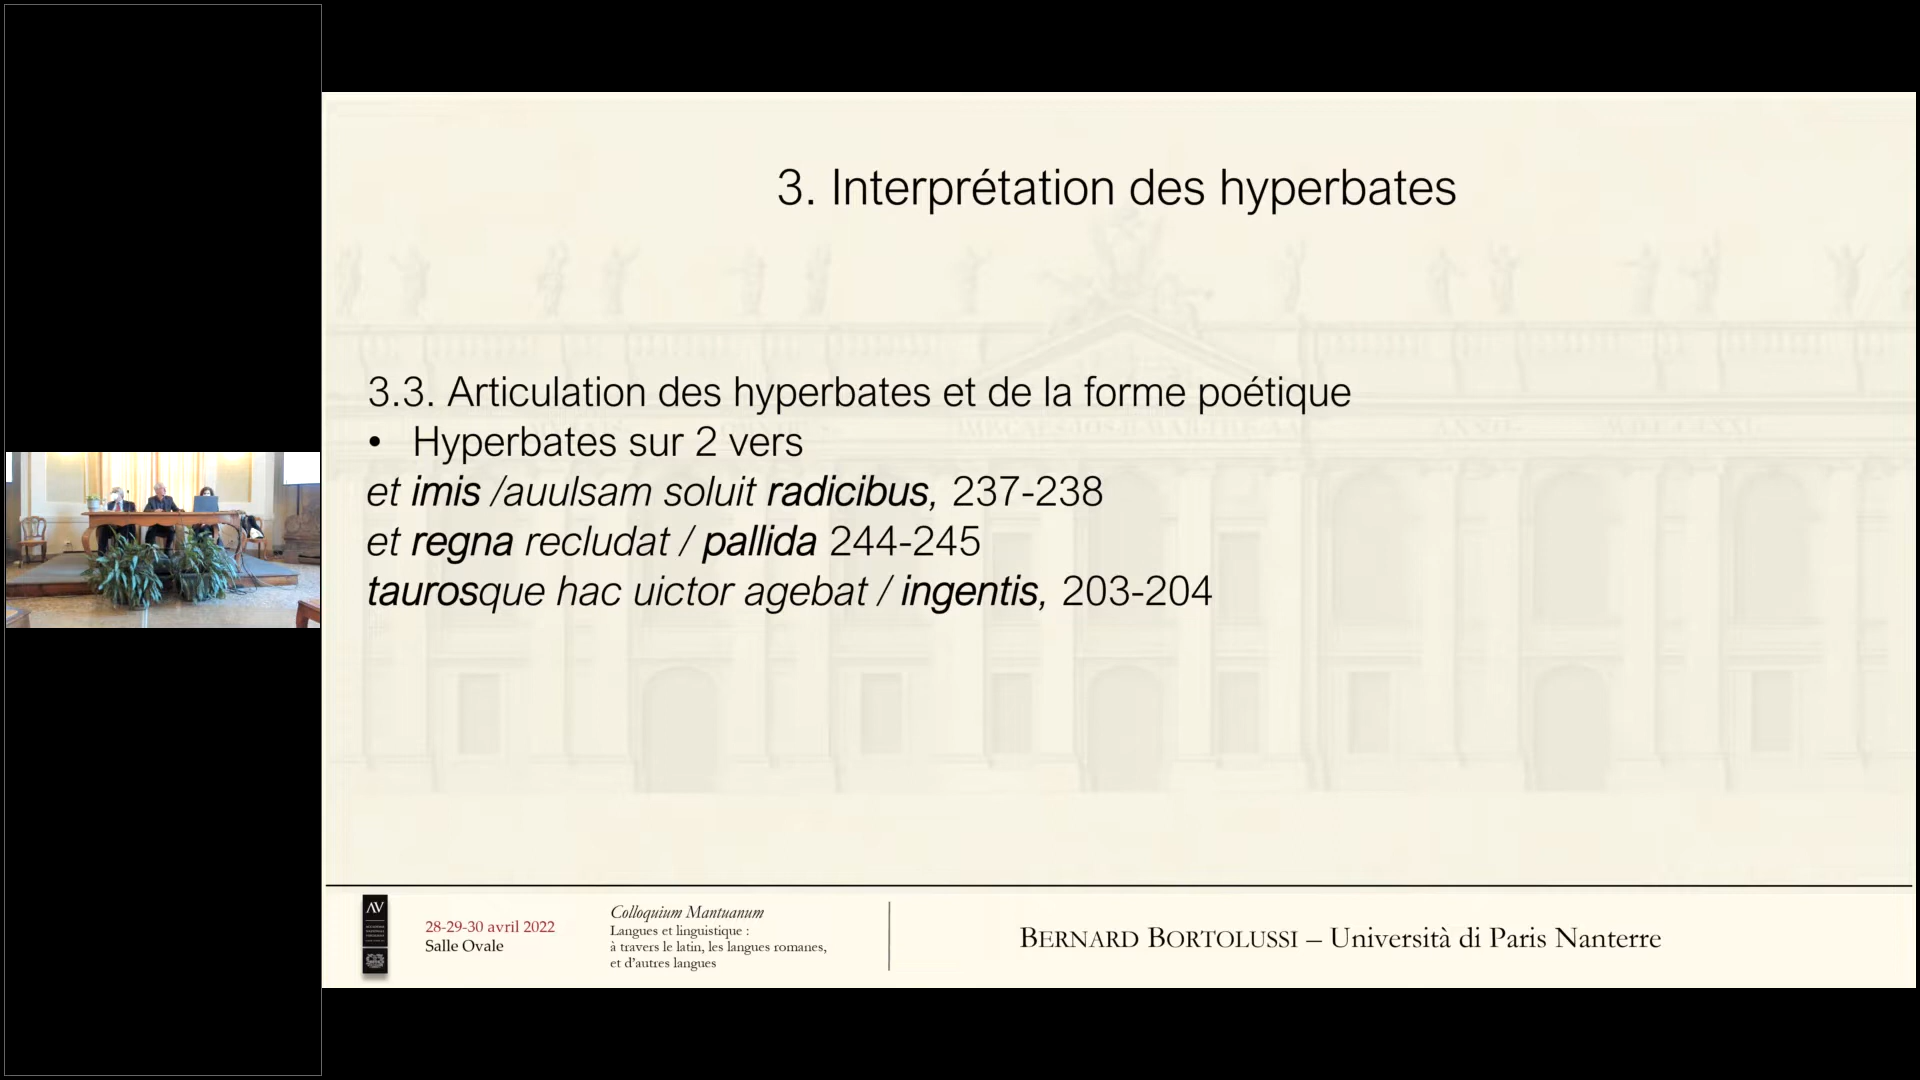 3. Interprétation des hyperbates
3.3. Articulation des hyperbates et de la forme poétique
• Hyperbates sur 2 vers
et imis /auulsam soluit radicibus, 237-238
et regna recludat / pallida 244-245
taurosque hac uictor agebat / ingentis, 203-204
AV
28-29-30 avril 2022
Salle Ovale
Colloquium Mantuanum
Langues et linguistique :
à travers le latin, les langues romanes,
et d'autres langues
BERNARD BORTOLUSSI – Università di Paris Nanterre